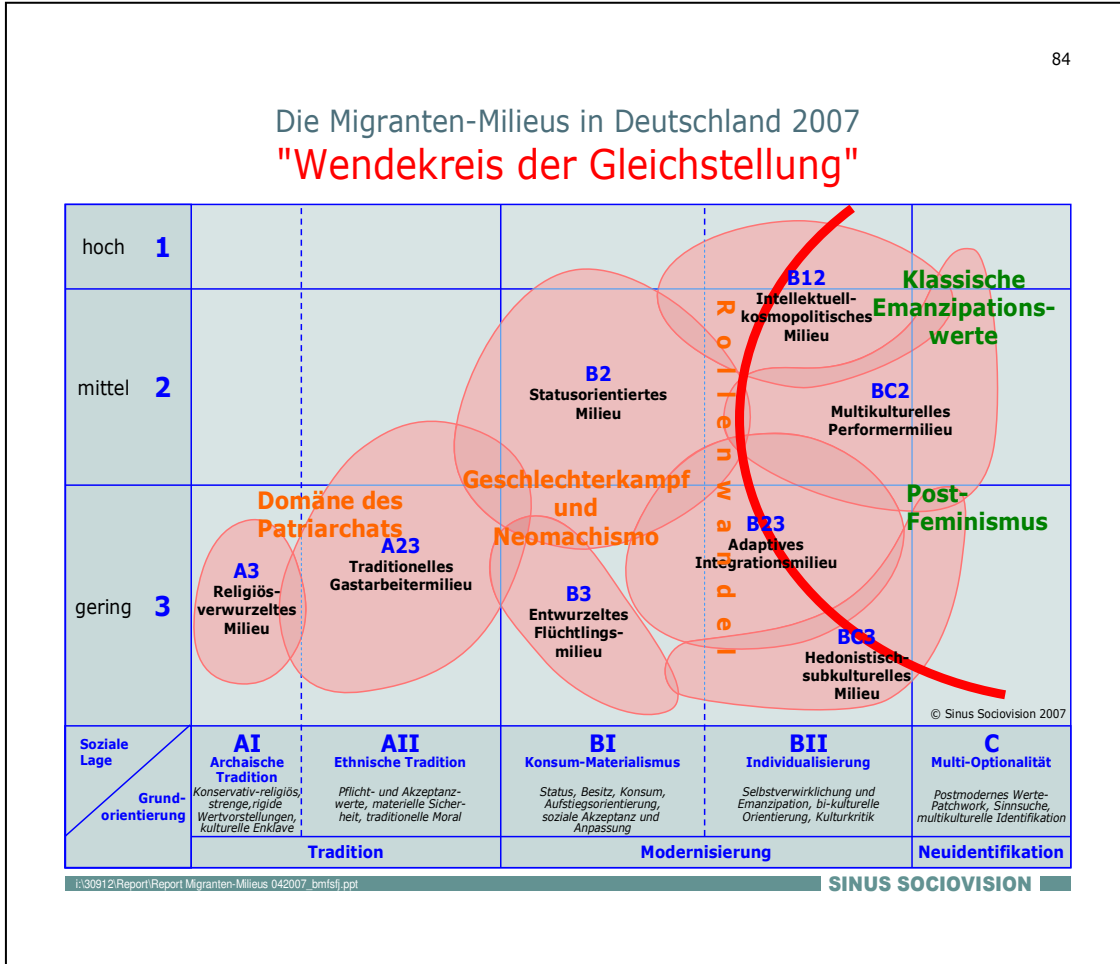 84
Die Migranten-Milieus in Deutschland 2007
"Wendekreis der Gleichstellung"
hoch 1
mittel 2
gering 3
B12
Intellektuell-
kosmopolitisches
Milieu
Klassische
Emanzipations-
werte
Rollenwandel
B2
Statusorientiertes
Milieu
BC2
Multikulturelles
Performermilieu
Domäne des
Patriarchats
Geschlechterkampf
und
Neomachismo
Post-
Feminismus
A3
Religiös-
verwurzeltes
Milieu
A23
Traditionelles
Gastarbeitermilieu
B3
Entwurzeltes
Flüchtlings-
milieu
B23
Adaptives
Integrationsmilieu
BC3
Hedonistisch-
subkulturelles
Milieu
© Sinus Sociovision 2007
Soziale
Lage
Grund-
orientierung
AI
Archaische
Tradition
Konservativ-religiös,
strenge,rigide
Wertvorstellungen,
kulturelle Enklave
AII
Ethnische Tradition
Pflicht- und Akzeptanz-
werte, materielle Sicher-
heit, traditionelle Moral
BI
Konsum-Materialismus
Status, Besitz, Konsum,
Aufstiegsorientierung,
soziale Akzeptanz und
Anpassung
BII
Individualisierung
Selbstverwirklichung und
Emanzipation, bi-kulturelle
Orientierung, Kulturkritik
C
Multi-Optionalität
Postmodernes Werte-
Patchwork, Sinnsuche,
multikulturelle Identifikation
Tradition
Modernisierung
Neuidentifikation
i:\30912\Report\Report Migranten-Milieus 042007_bmfsfj.ppt
SINUS SOCIOVISION